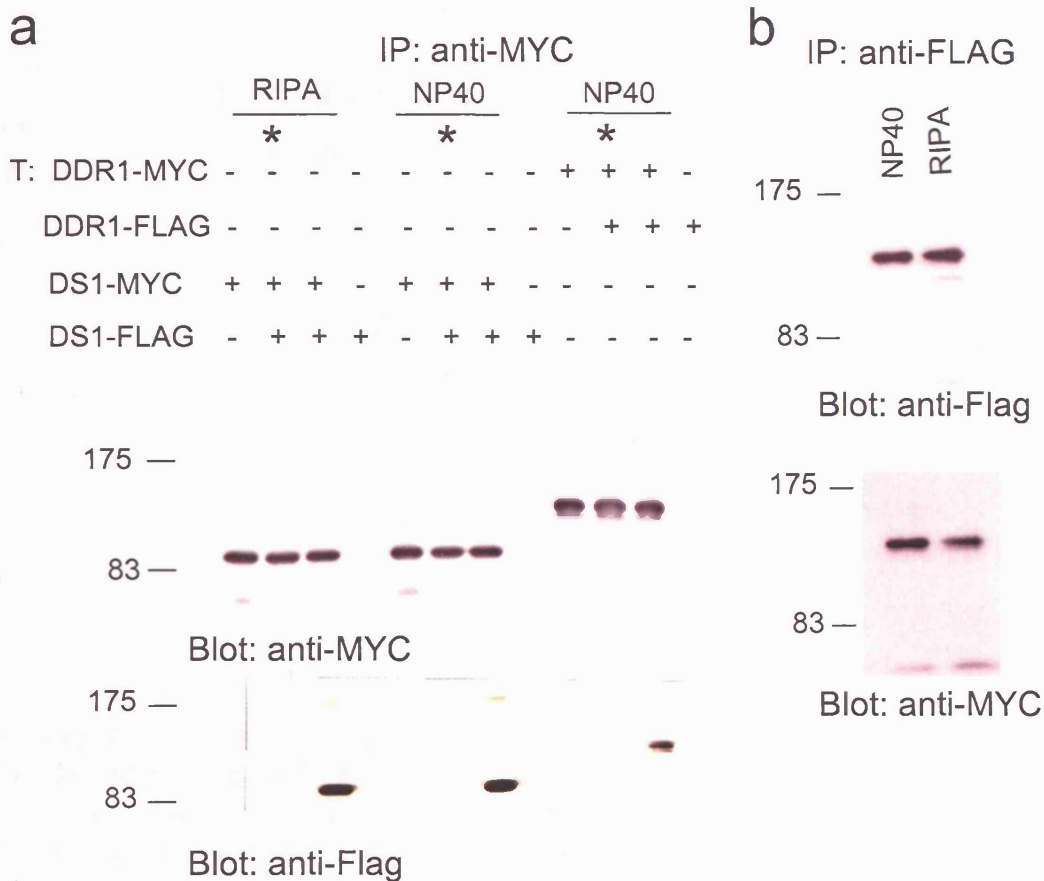 a
IP: anti-MYC
RIPA NP40 NP40
* * *
T: DDR1-MYC - - - - - - - - + + + -
DDR1-FLAG - - - - - - - - - + + +
DS1-MYC + + + - + + + - - - - -
DS1-FLAG - + + + - + + + - - - -
175
83
Blot: anti-MYC
175
83
Blot: anti-Flag
b
IP: anti-FLAG
NP40 RIPA
175
83
Blot: anti-Flag
175
83
Blot: anti-MYC